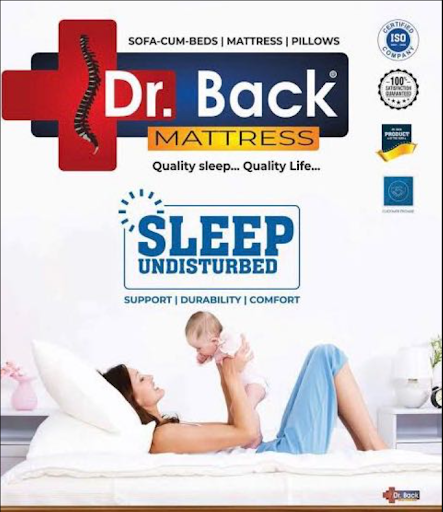 SOFA-CUM-BEDS | MATTRESS | PILLOWS
Dr. Back®
MATTRESS
Quality sleep... Quality Life...
CERTIFIED
ISO
COMPANY
100%
SATISFACTION
GUARANTEED
PRODUCT
SLEEP
UNDISTURBED
SUPPORT | DURABILITY | COMFORT
Dr. Back